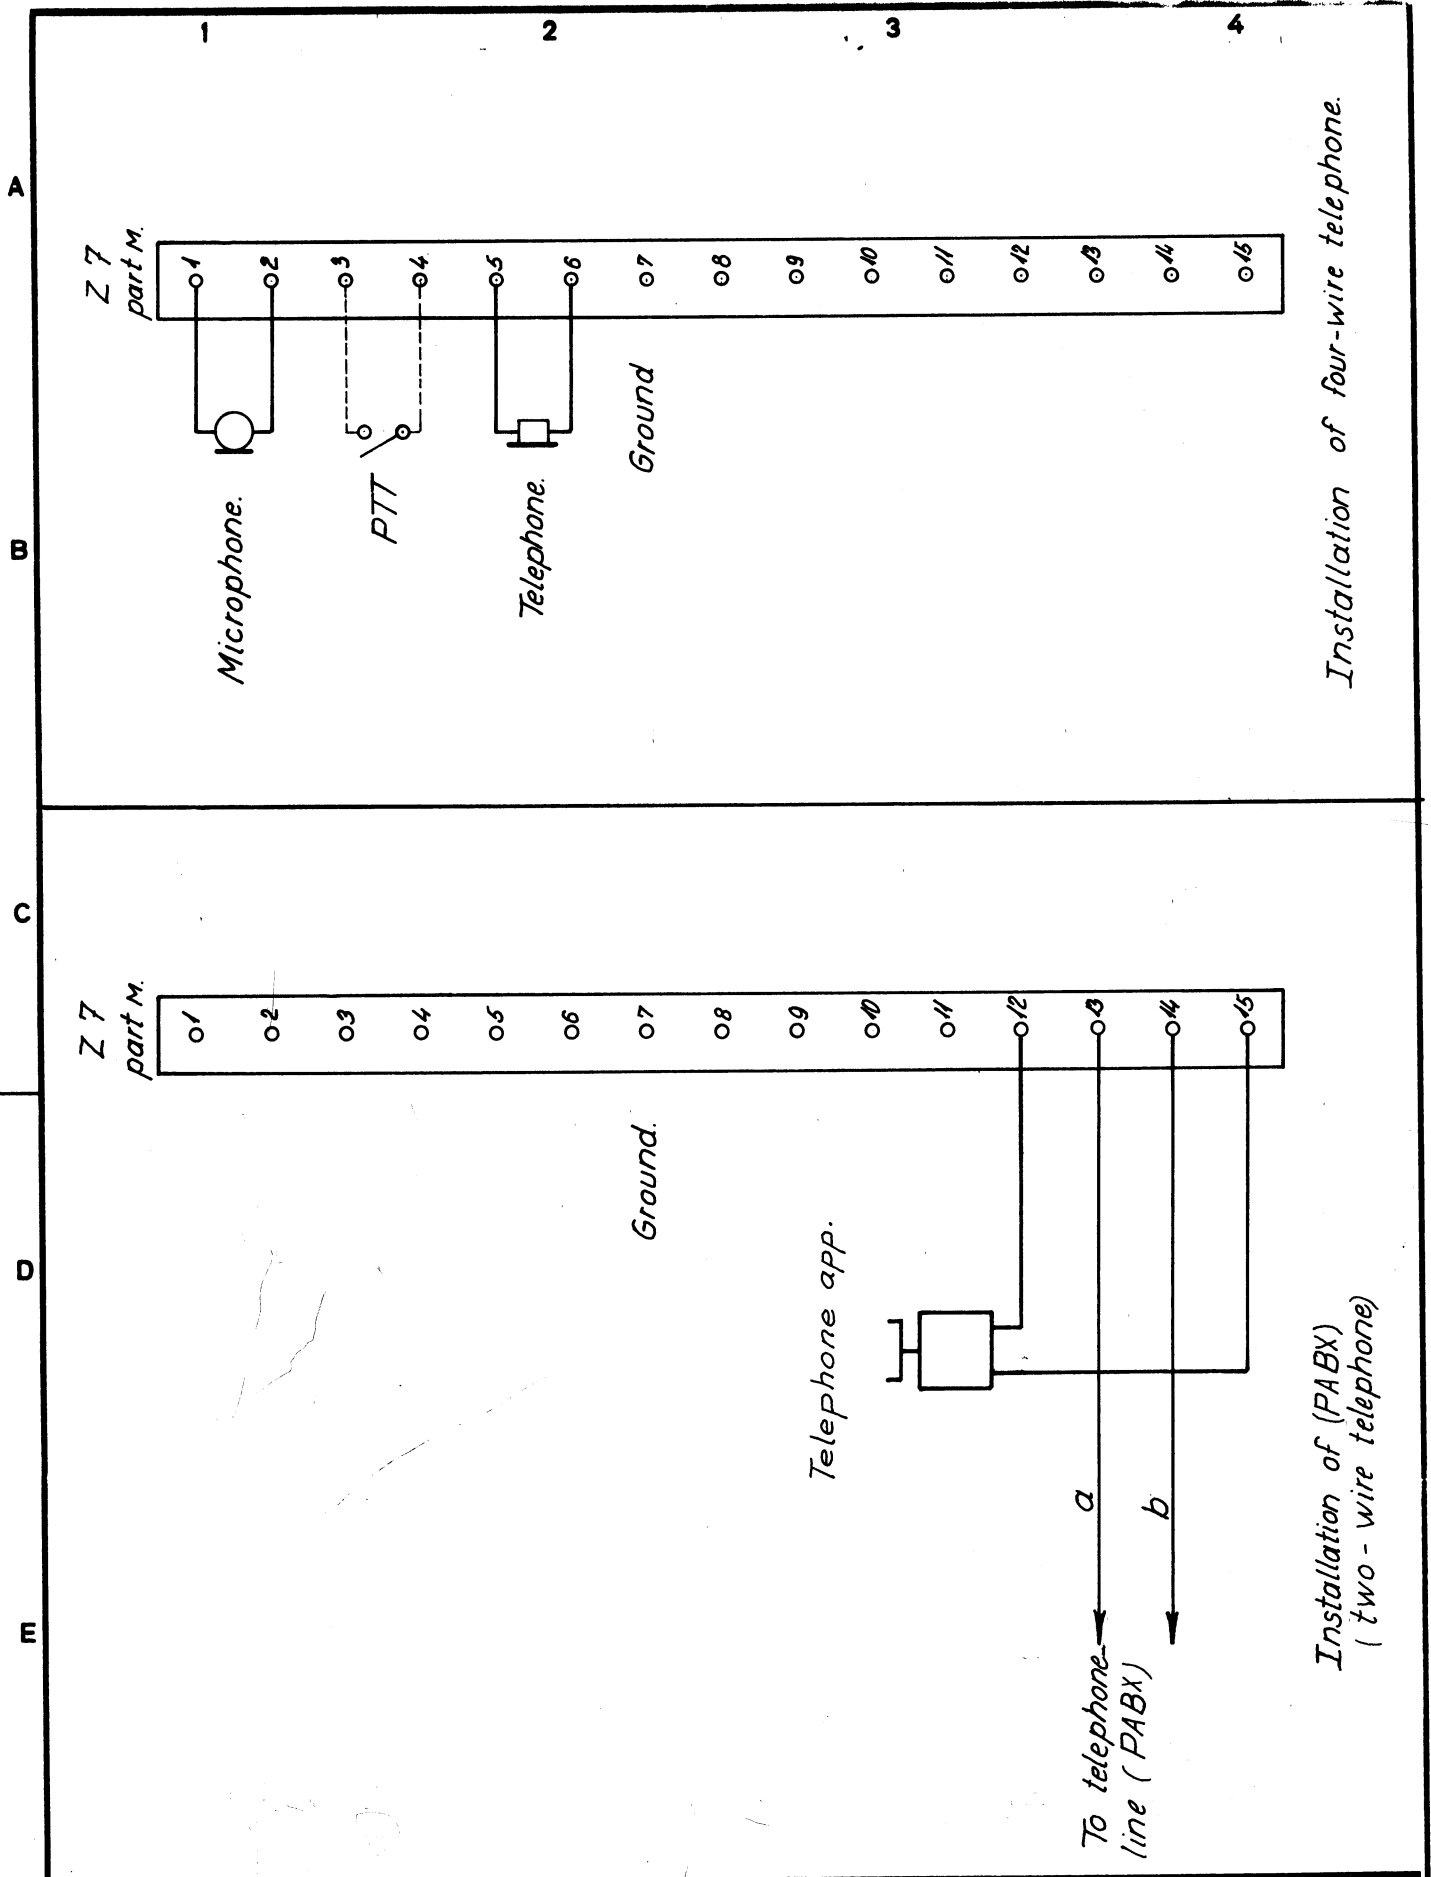 1 2 3 4
A
B
C
D
E
Z 7
part M.
1 2 3 4 5 6 7 8 9 10 11 12 13 14 15
Microphone.
PTT
Telephone.
Ground
Installation of four-wire telephone.
Z 7
part M.
1 2 3 4 5 6 7 8 9 10 11 12 13 14 15
Ground.
Telephone app.
a
b
To telephone-
line (PABX)
Installation of (PABX)
(two-wire telephone)